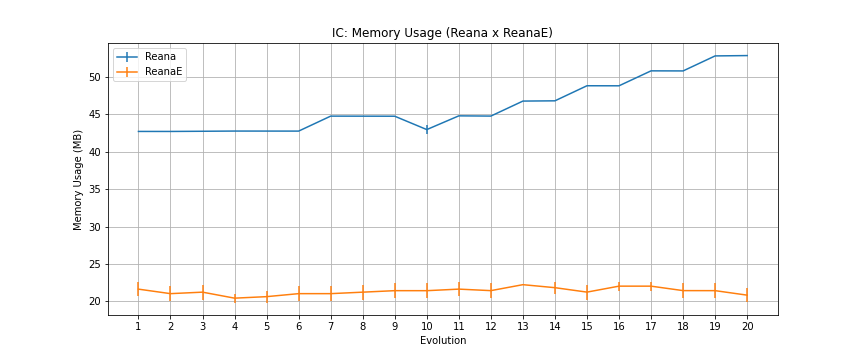 IC: Memory Usage (Reana x ReanaE)
Reana
ReanaE
Memory Usage (MB)
50
45
40
35
30
25
20
1 2 3 4 5 6 7 8 9 10 11 12 13 14 15 16 17 18 19 20
Evolution